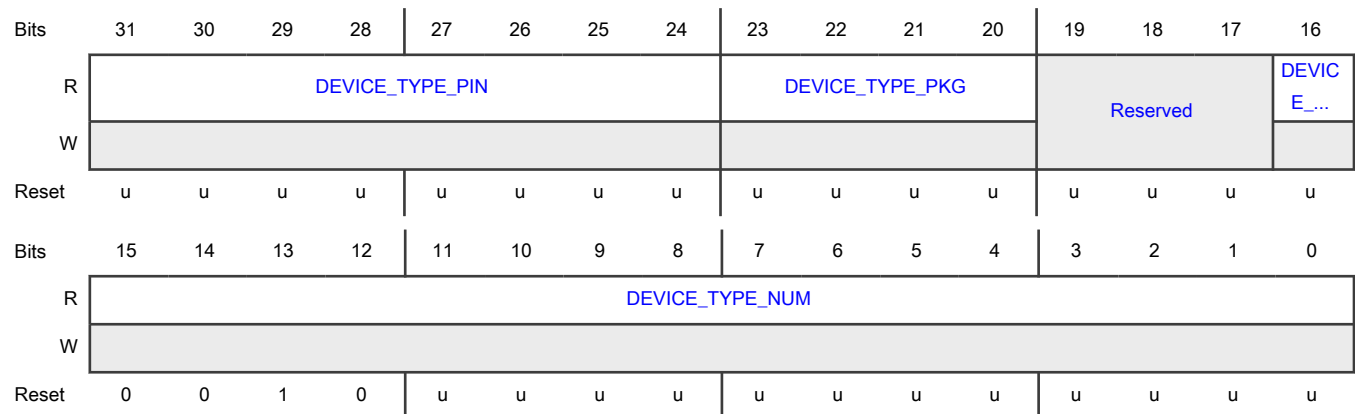 Bits 31 30 29 28 27 26 25 24 23 22 21 20 19 18 17 16
R DEVICE_TYPE_PIN DEVICE_TYPE_PKG Reserved DEVIC
E_...
W
Reset u u u u u u u u u u u u u u u u
Bits 15 14 13 12 11 10 9 8 7 6 5 4 3 2 1 0
R DEVICE_TYPE_NUM
W
Reset 0 0 1 0 u u u u u u u u u u u u